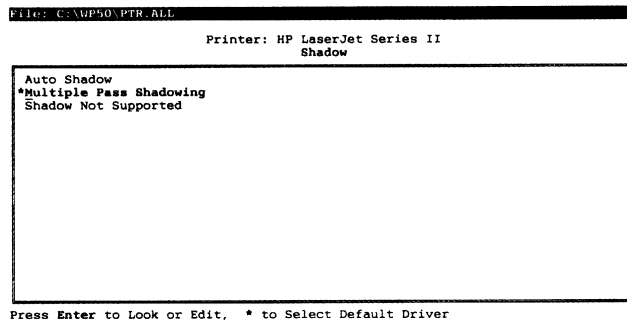 File: C:\WP50\PTR.ALL
Printer: HP LaserJet Series II
Shadow
Auto Shadow
*Multiple Pass Shadowing
Shadow Not Supported
Press Enter to Look or Edit, * to Select Default Driver